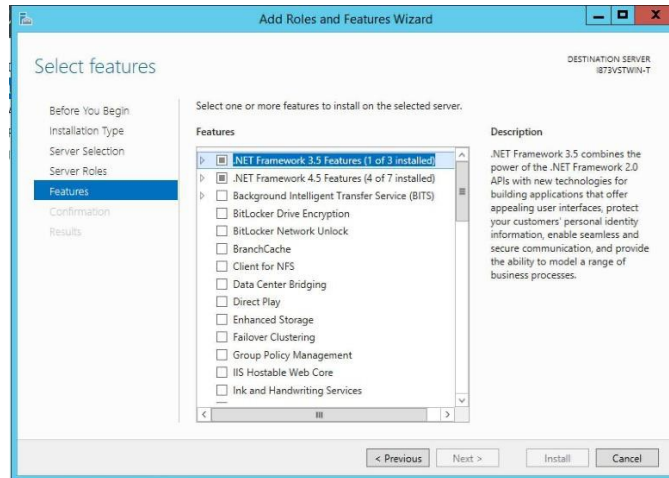 Add Roles and Features Wizard
Select features
DESTINATION SERVER
I873VSTWIN-T
Before You Begin
Installation Type
Server Selection
Server Roles
Features
Confirmation
Results
Select one or more features to install on the selected server.
Features
.NET Framework 3.5 Features (1 of 3 installed)
.NET Framework 4.5 Features (4 of 7 installed)
Background Intelligent Transfer Service (BITS)
BitLocker Drive Encryption
BitLocker Network Unlock
BranchCache
Client for NFS
Data Center Bridging
Direct Play
Enhanced Storage
Failover Clustering
Group Policy Management
IIS Hostable Web Core
Ink and Handwriting Services
Description
.NET Framework 3.5 combines the
power of the .NET Framework 2.0
APIs with new technologies for
building applications that offer
appealing user interfaces, protect
your customers' personal identity
information, enable seamless and
secure communication, and provide
the ability to model a range of
business processes.
< Previous
Next >
Install
Cancel